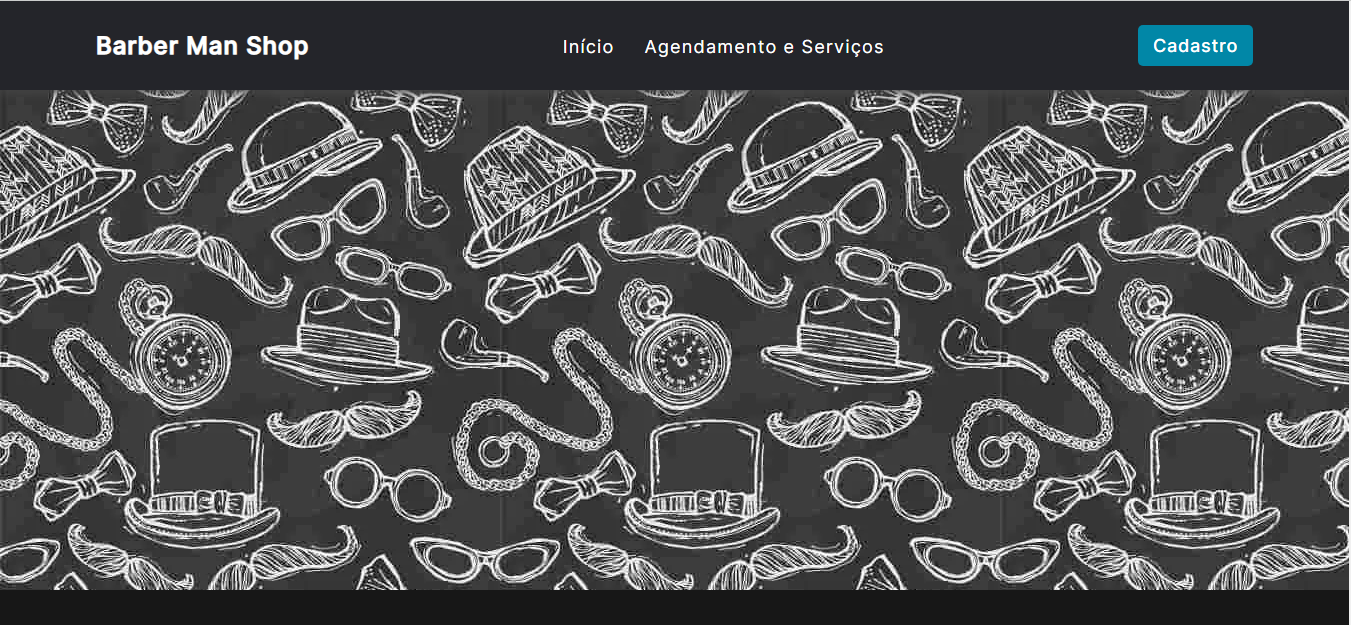 Barber Man Shop
Início
Agendamento e Serviços
Cadastro